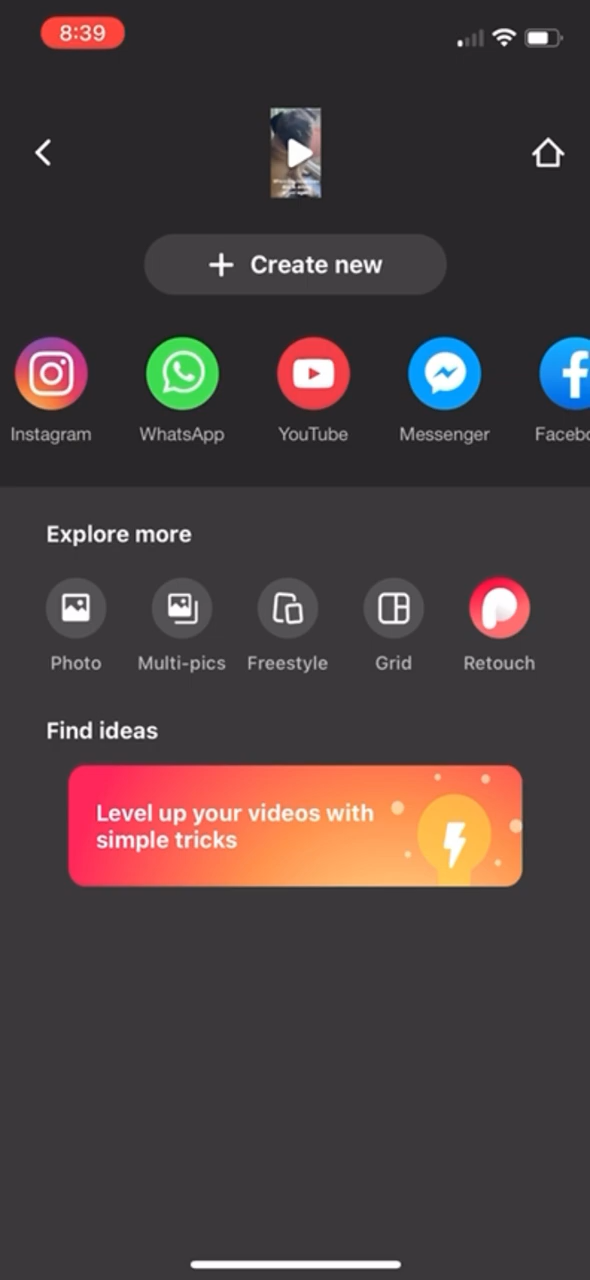 8:39
Create new
Instagram
WhatsApp
YouTube
Messenger
Facebo
Explore more
Photo
Multi-pics
Freestyle
Grid
Retouch
Find ideas
Level up your videos with
simple tricks